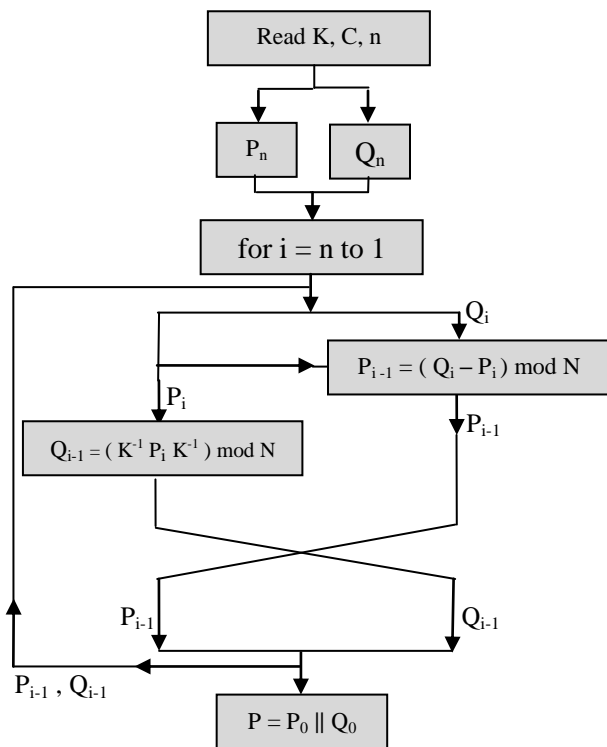 Read K, C, n
Pₙ
Qₙ
for i = n to 1
Qᵢ
Pᵢ₋₁ = ( Qᵢ – Pᵢ ) mod N
Pᵢ
Pᵢ₋₁
Qᵢ₋₁ = ( K⁻¹ Pᵢ K⁻¹ ) mod N
Pᵢ₋₁
Qᵢ₋₁
Pᵢ₋₁ , Qᵢ₋₁
P = P₀ || Q₀